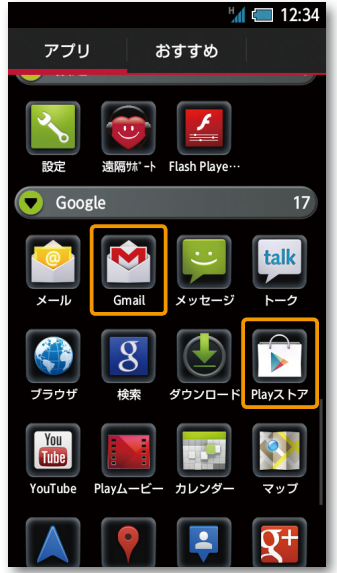 H 12:34
アプリ おすすめ
設定 遠隔ｻﾎﾟｰﾄ Flash Playe…
Google 17
@ talk
メール Gmail メッセージ トーク
8
ブラウザ 検索 ダウンロード Playストア
You Tube
YouTube Playムービー カレンダー マップ
g+